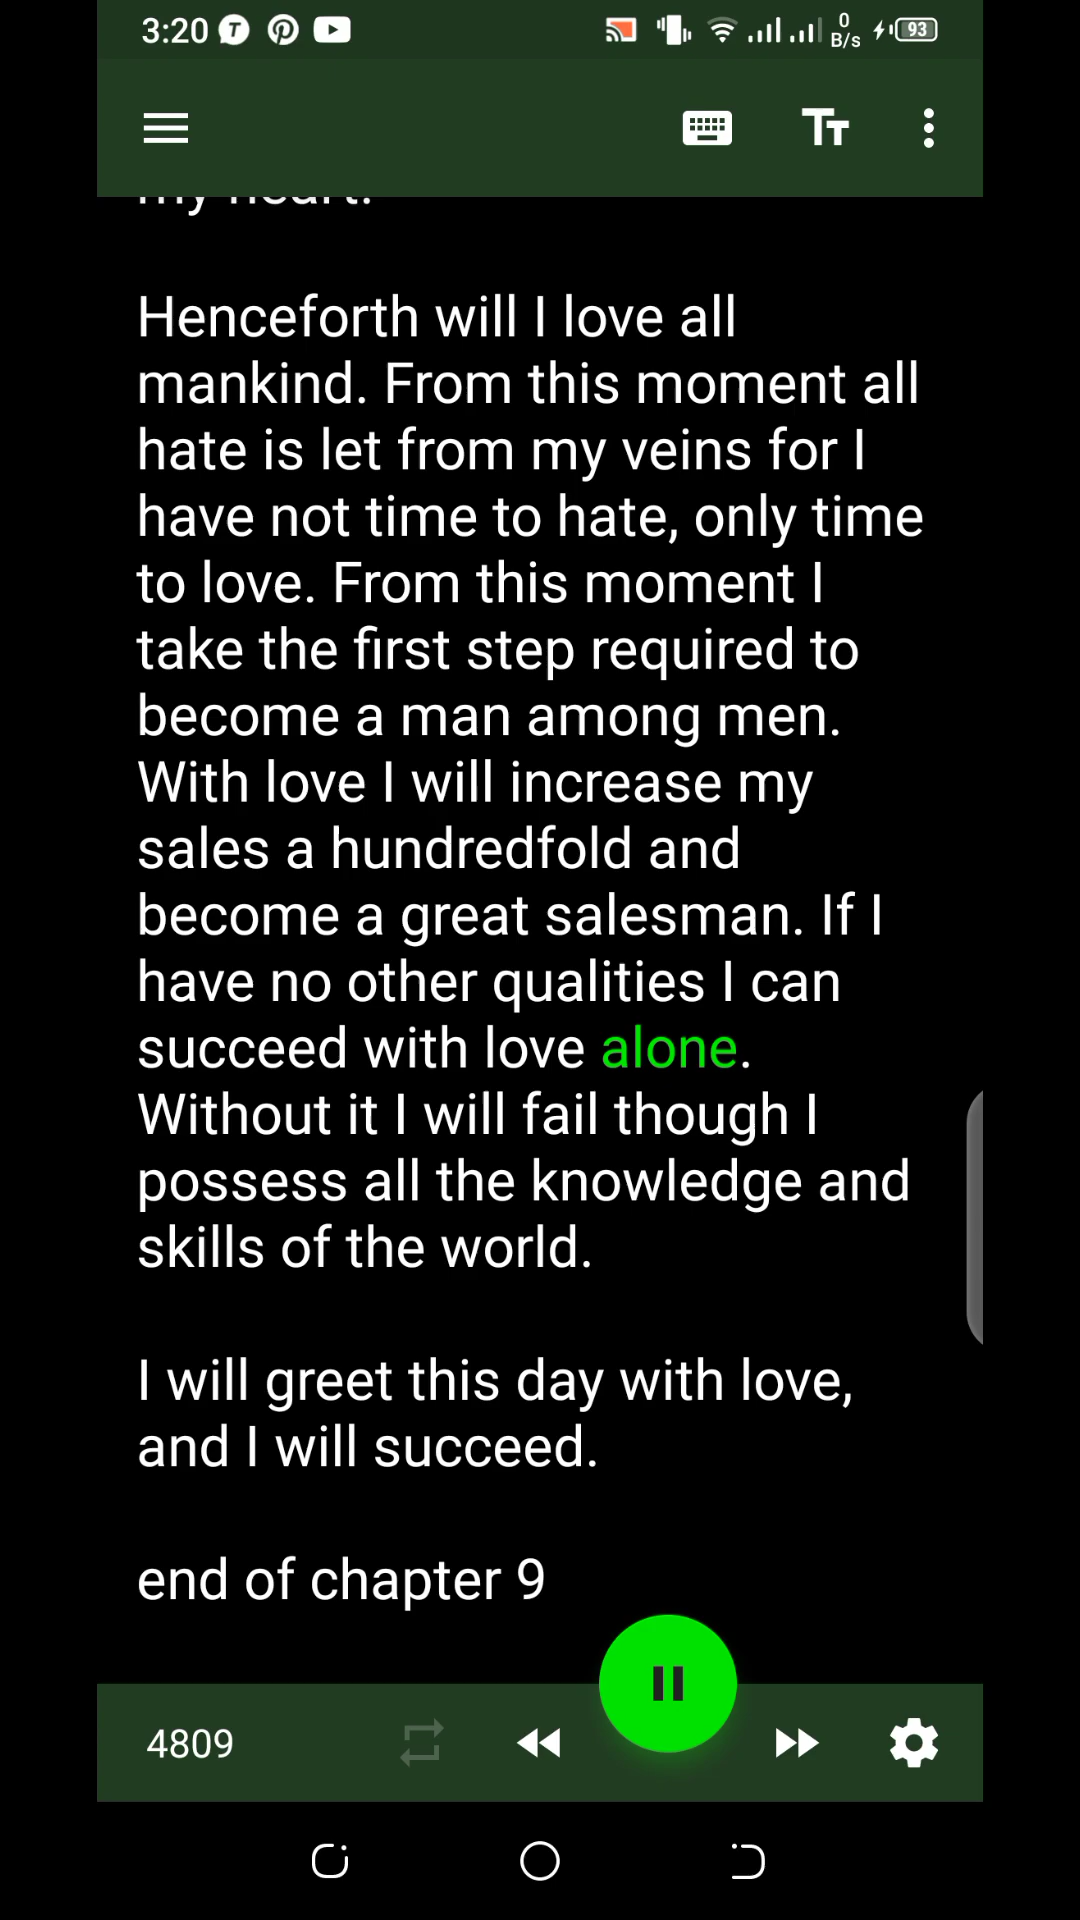 3:20
0
B/s
93
my heart.
Henceforth will I love all
mankind. From this moment all
hate is let from my veins for I
have not time to hate, only time
to love. From this moment I
take the first step required to
become a man among men.
With love I will increase my
sales a hundredfold and
become a great salesman. If I
have no other qualities I can
succeed with love alone.
Without it I will fail though I
possess all the knowledge and
skills of the world.
I will greet this day with love,
and I will succeed.
end of chapter 9
4809